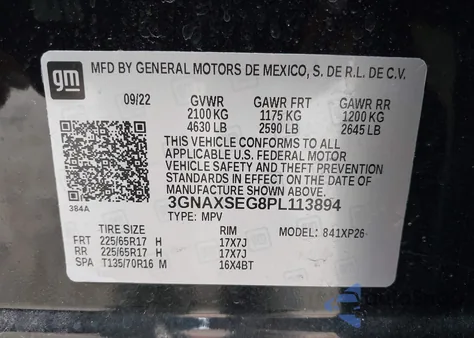 gm
MFD BY GENERAL MOTORS DE MEXICO, S. DE R.L. DE C.V.
09/22 GVWR GAWR FRT GAWR RR
2100 KG 1175 KG 1200 KG
4630 LB 2590 LB 2645 LB
THIS VEHICLE CONFORMS TO ALL
APPLICABLE U.S. FEDERAL MOTOR
VEHICLE SAFETY AND THEFT PREVENTION
STANDARDS IN EFFECT ON THE DATE OF
MANUFACTURE SHOWN ABOVE.
384A
3GNAXSEG8PL113894
TYPE: MPV MODEL: 841XP26
TIRE SIZE RIM
FRT 225/65R17 H 17X7J
RR 225/65R17 H 17X7J
SPA T135/70R16 M 16X4BT